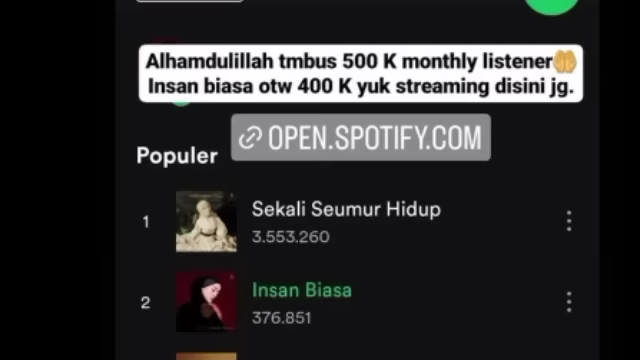 Alhamdulillah tmbus 500 K monthly listener🤲
Insan biasa otw 400 K yuk streaming disini jg.
OPEN.SPOTIFY.COM
Populer
1
Sekali Seumur Hidup
3.553.260
2
Insan Biasa
376.851